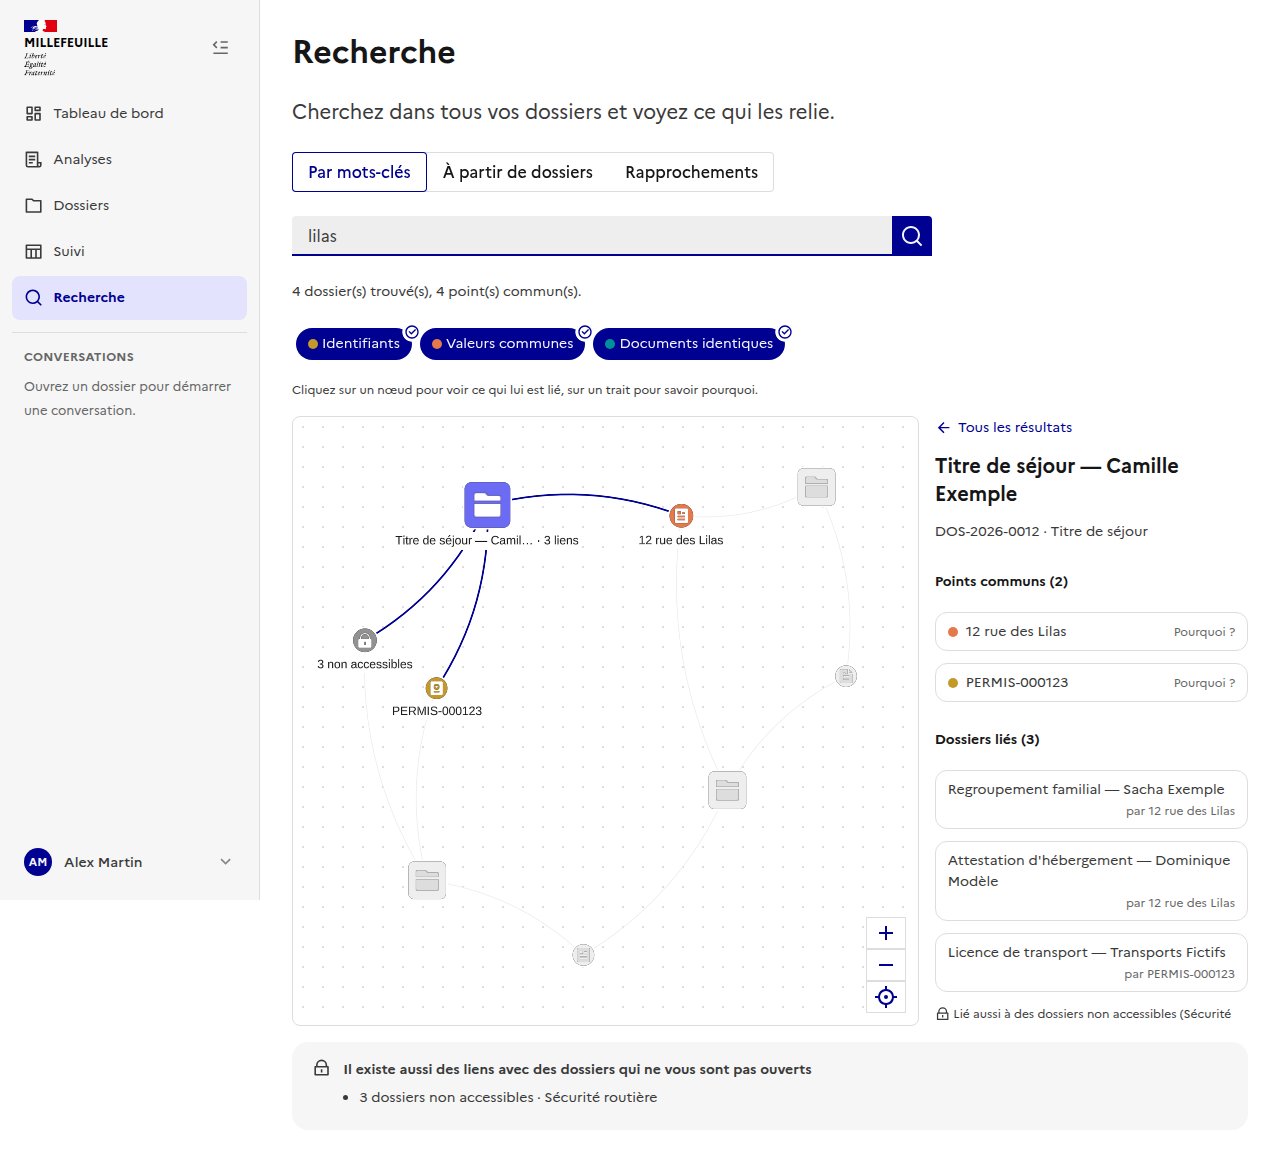 MILLEFEUILLE
Liberté
Égalité
Fraternité
Tableau de bord
Analyses
Dossiers
Suivi
Recherche
CONVERSATIONS
Ouvrez un dossier pour démarrer
une conversation.
AM
Alex Martin
Recherche
Cherchez dans tous vos dossiers et voyez ce qui les relie.
Par mots-clés
À partir de dossiers
Rapprochements
lilas
4 dossier(s) trouvé(s), 4 point(s) commun(s).
Identifiants
Valeurs communes
Documents identiques
Cliquez sur un nœud pour voir ce qui lui est lié, sur un trait pour savoir pourquoi.
Titre de séjour — Camil… · 3 liens
12 rue des Lilas
3 non accessibles
PERMIS-000123
Tous les résultats
Titre de séjour — Camille
Exemple
DOS-2026-0012 · Titre de séjour
Points communs (2)
12 rue des Lilas
Pourquoi ?
PERMIS-000123
Pourquoi ?
Dossiers liés (3)
Regroupement familial — Sacha Exemple
par 12 rue des Lilas
Attestation d'hébergement — Dominique
Modèle
par 12 rue des Lilas
Licence de transport — Transports Fictifs
par PERMIS-000123
Lié aussi à des dossiers non accessibles (Sécurité
Il existe aussi des liens avec des dossiers qui ne vous sont pas ouverts
3 dossiers non accessibles · Sécurité routière